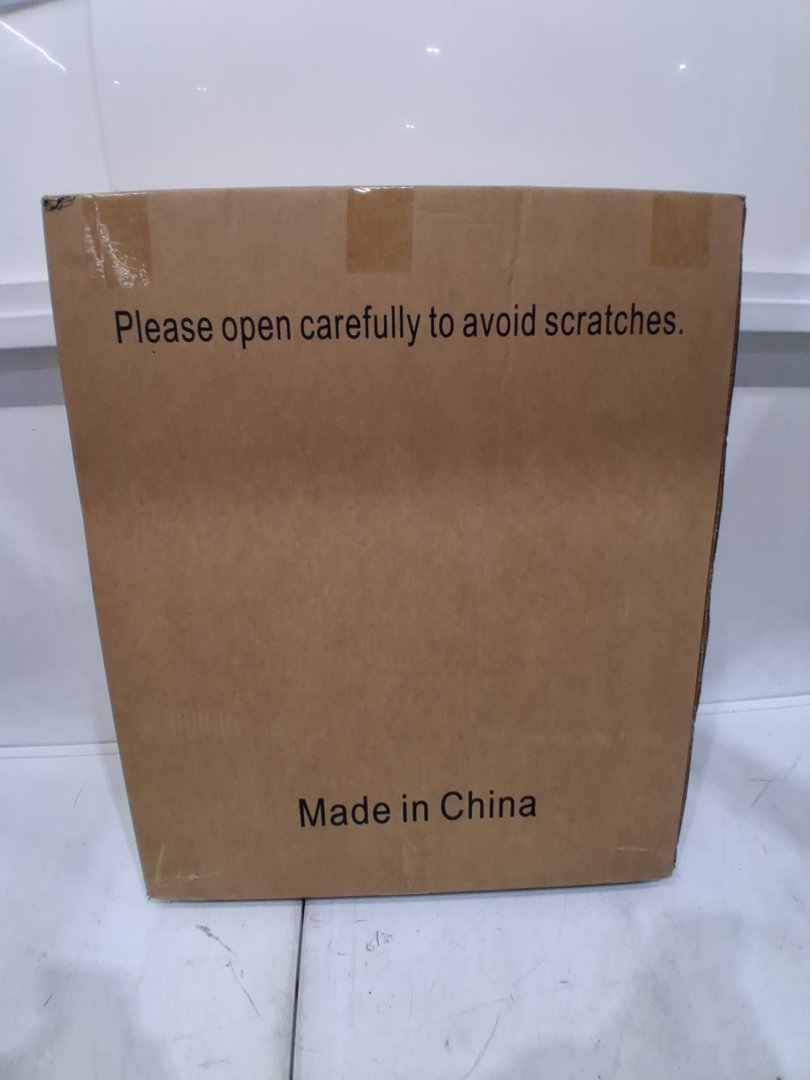 Please open carefully to avoid scratches.
Made in China